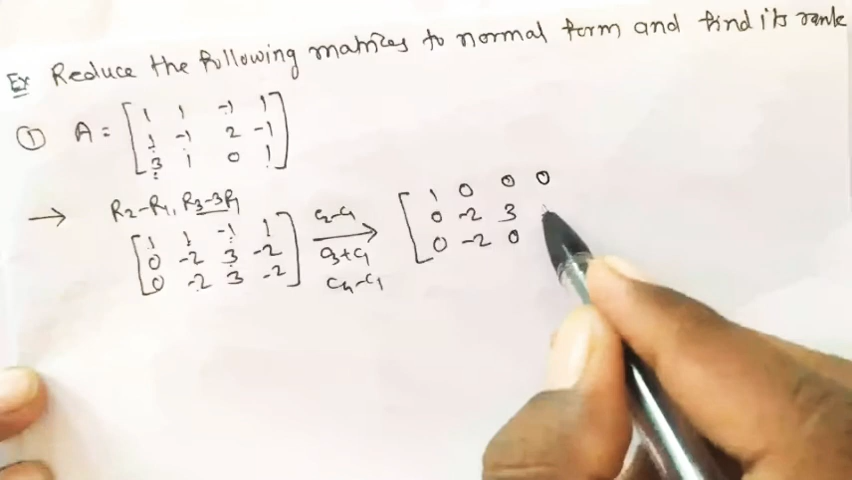 Ex Reduce the following matrices to normal form and find its rank
① A = [ 1 1 -1 1
1 -1 2 -1
3 1 0 1 ]
→ R2-R1, R3-3R1
[ 1 1 -1 1
0 -2 3 -2
0 -2 3 -2 ]
C2-C1
→
C3+C1
C4-C1
[ 1 0 0 0
0 -2 3
0 -2 0